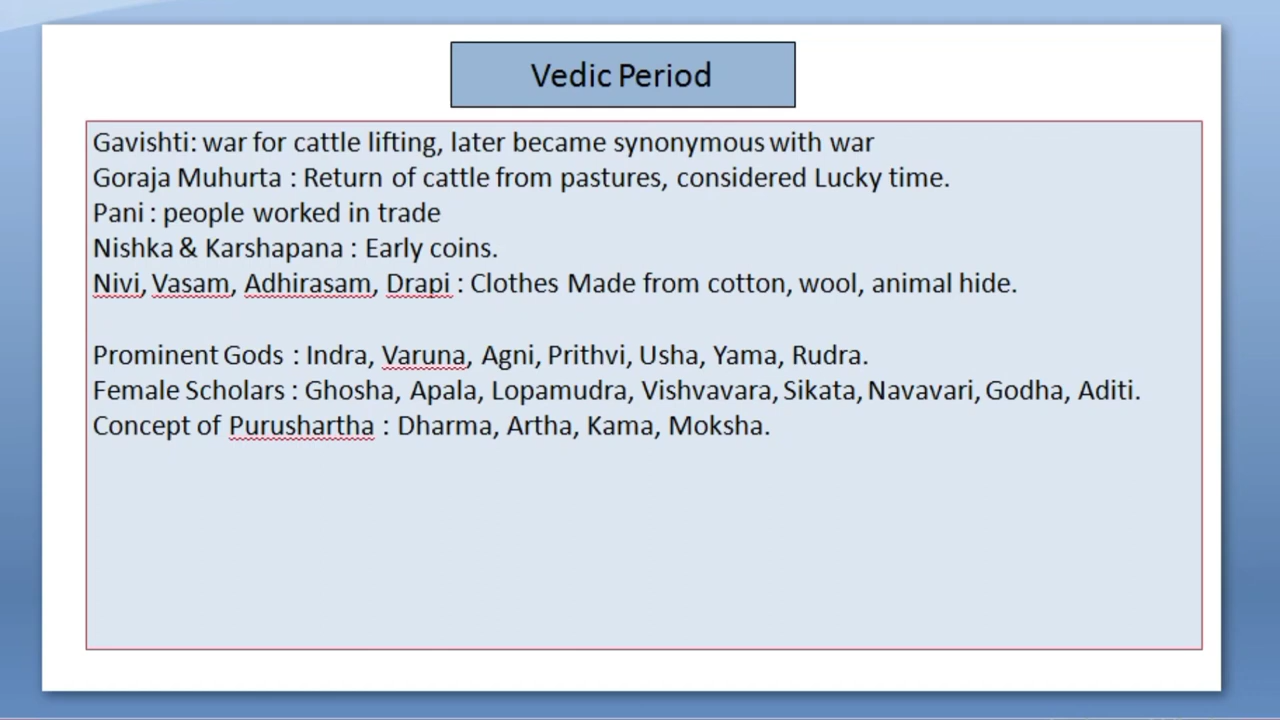 Vedic Period
Gavishti: war for cattle lifting, later became synonymous with war
Goraja Muhurta : Return of cattle from pastures, considered Lucky time.
Pani : people worked in trade
Nishka & Karshapana : Early coins.
Nivi, Vasam, Adhirasam, Drapi : Clothes Made from cotton, wool, animal hide.
Prominent Gods : Indra, Varuna, Agni, Prithvi, Usha, Yama, Rudra.
Female Scholars : Ghosha, Apala, Lopamudra, Vishvavara, Sikata, Navavari, Godha, Aditi.
Concept of Purushartha : Dharma, Artha, Kama, Moksha.